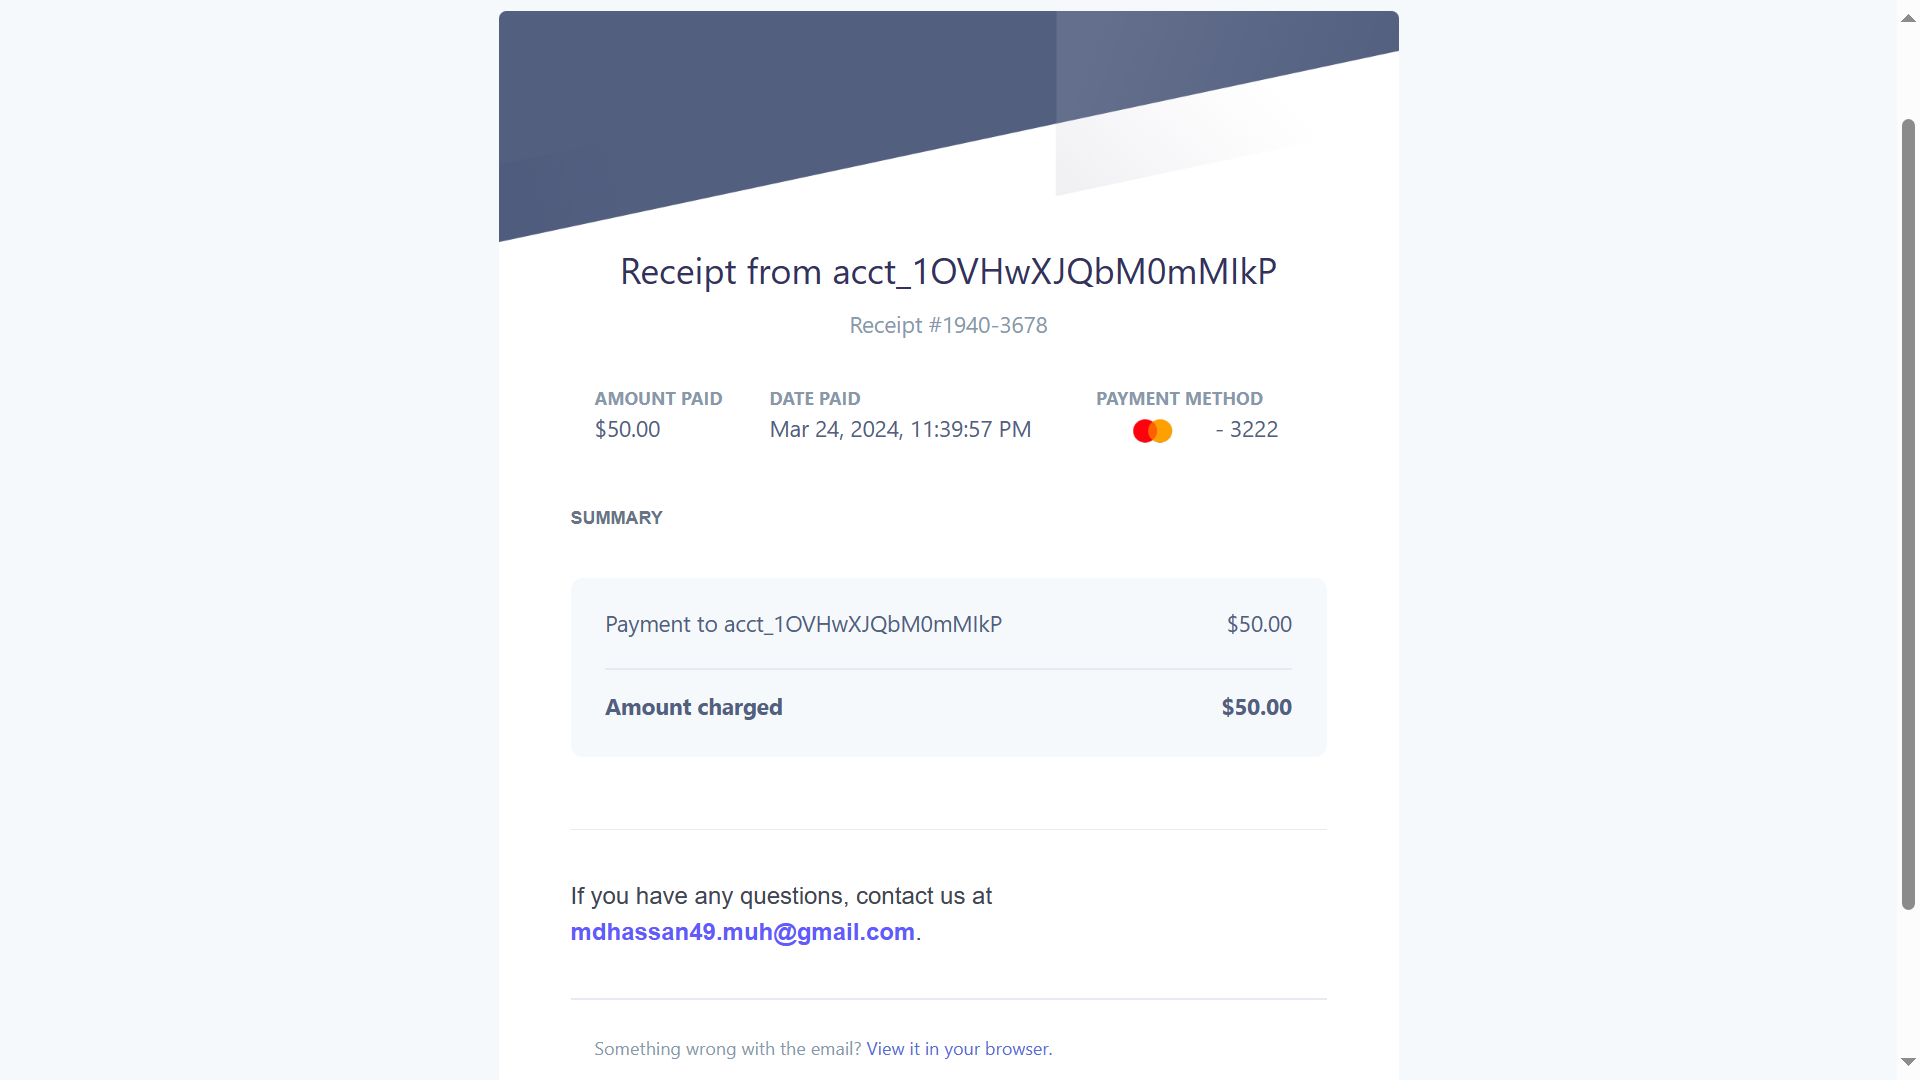 Receipt from acct_1OVHwXJQbM0mMIkP
Receipt #1940-3678
AMOUNT PAID DATE PAID PAYMENT METHOD
$50.00 Mar 24, 2024, 11:39:57 PM - 3222
SUMMARY
Payment to acct_1OVHwXJQbM0mMIkP $50.00
Amount charged $50.00
If you have any questions, contact us at
mdhassan49.muh@gmail.com.
Something wrong with the email? View it in your browser.